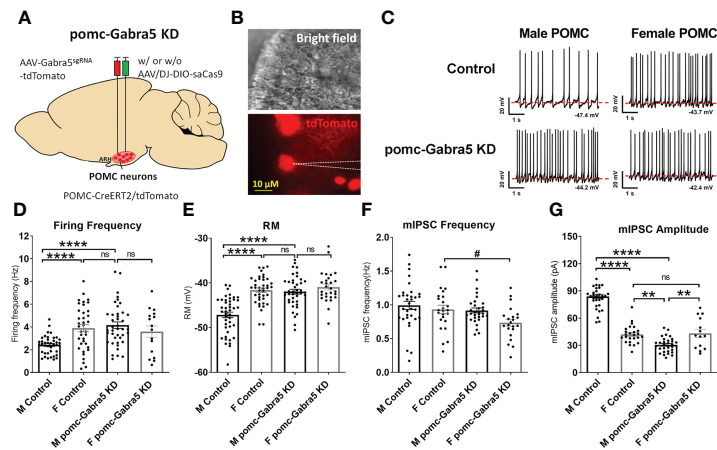 A
pomc-Gabra5 KD
AAV-Gabra5sgRNA
-tdTomato
w/ or w/o
AAV/DJ-DIO-saCas9
ARH
POMC neurons
POMC-CreERT2/tdTomato
B
Bright field
tdTomato
10 μM
C
Male POMC
Female POMC
Control
20 mV
1 s
-47.4 mV
20 mV
1 s
-43.7 mV
pomc-Gabra5 KD
20 mV
1 s
-44.2 mV
20 mV
1 s
-42.4 mV
D
Firing Frequency
Firing frequency (Hz)
12
10
8
6
4
2
0
****
****
ns
ns
M Control
F Control
M pomc-Gabra5 KD
F pomc-Gabra5 KD
E
RM
RM (mV)
-30
-40
-50
-60
****
****
ns
ns
M Control
F Control
M pomc-Gabra5 KD
F pomc-Gabra5 KD
F
mIPSC Frequency
mIPSC frequency(Hz)
2.0
1.5
1.0
0.5
0.0
#
M Control
F Control
M pomc-Gabra5 KD
F pomc-Gabra5 KD
G
mIPSC Amplitude
mIPSC amplitude (pA)
150
120
90
60
30
0
****
****
ns
**
**
M Control
F Control
M pomc-Gabra5 KD
F pomc-Gabra5 KD